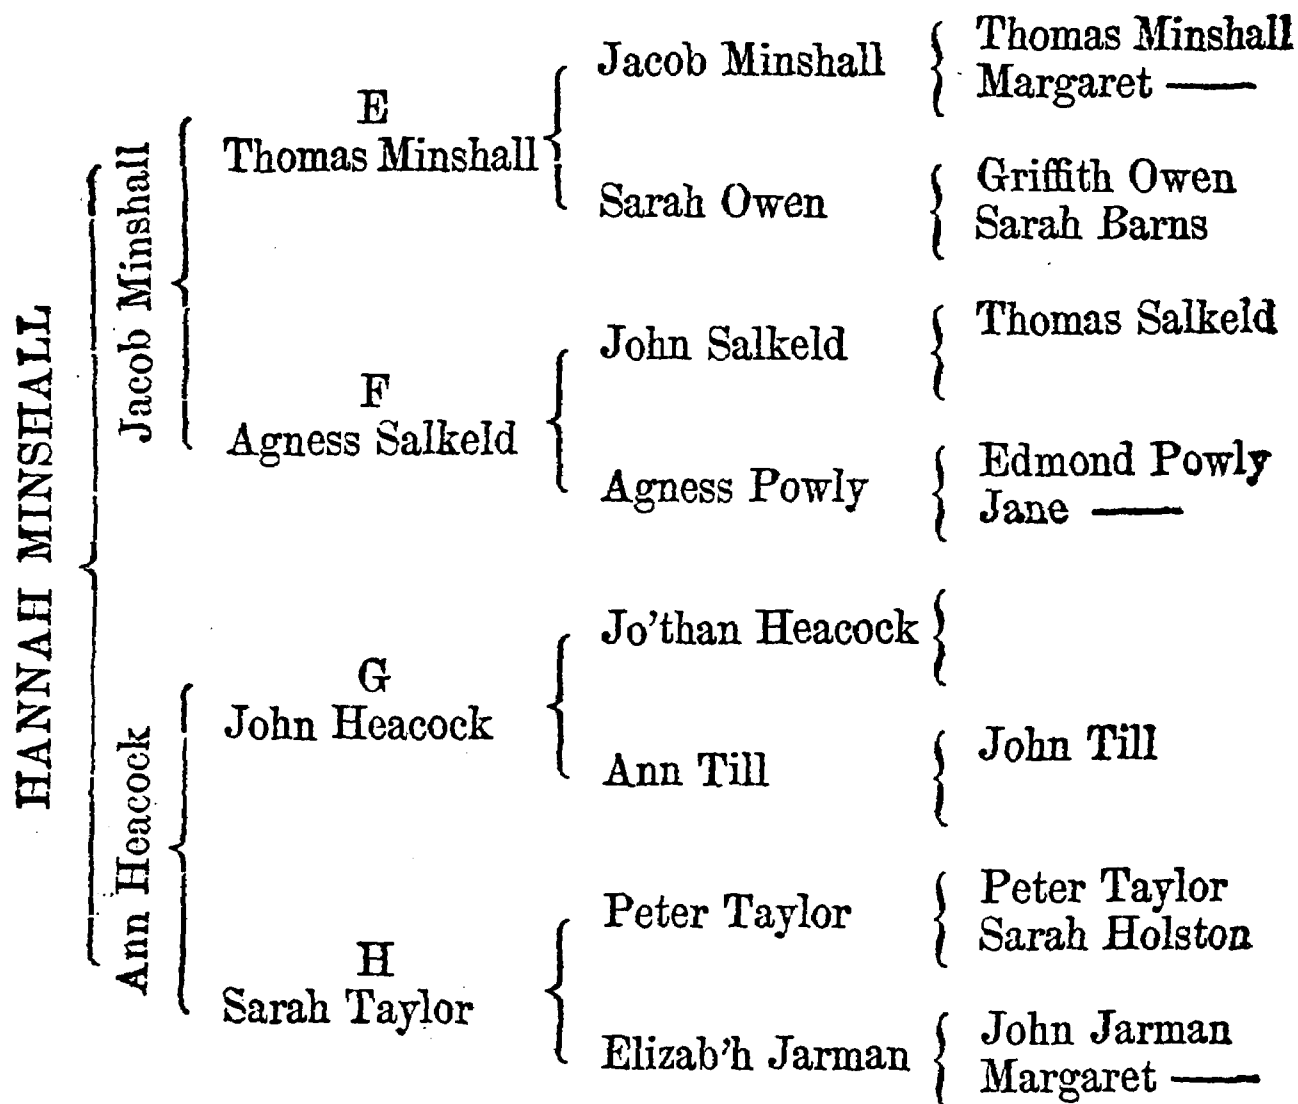 HANNAH MINSHALL
Jacob Minshall
Ann Heacock
E
Thomas Minshall
F
Agness Salkeld
G
John Heacock
H
Sarah Taylor
Jacob Minshall
Sarah Owen
John Salkeld
Agness Powly
Jo'than Heacock
Ann Till
Peter Taylor
Elizab'h Jarman
Thomas Minshall
Margaret ——
Griffith Owen
Sarah Barns
Thomas Salkeld
Edmond Powly
Jane ——
John Till
Peter Taylor
Sarah Holston
John Jarman
Margaret ——